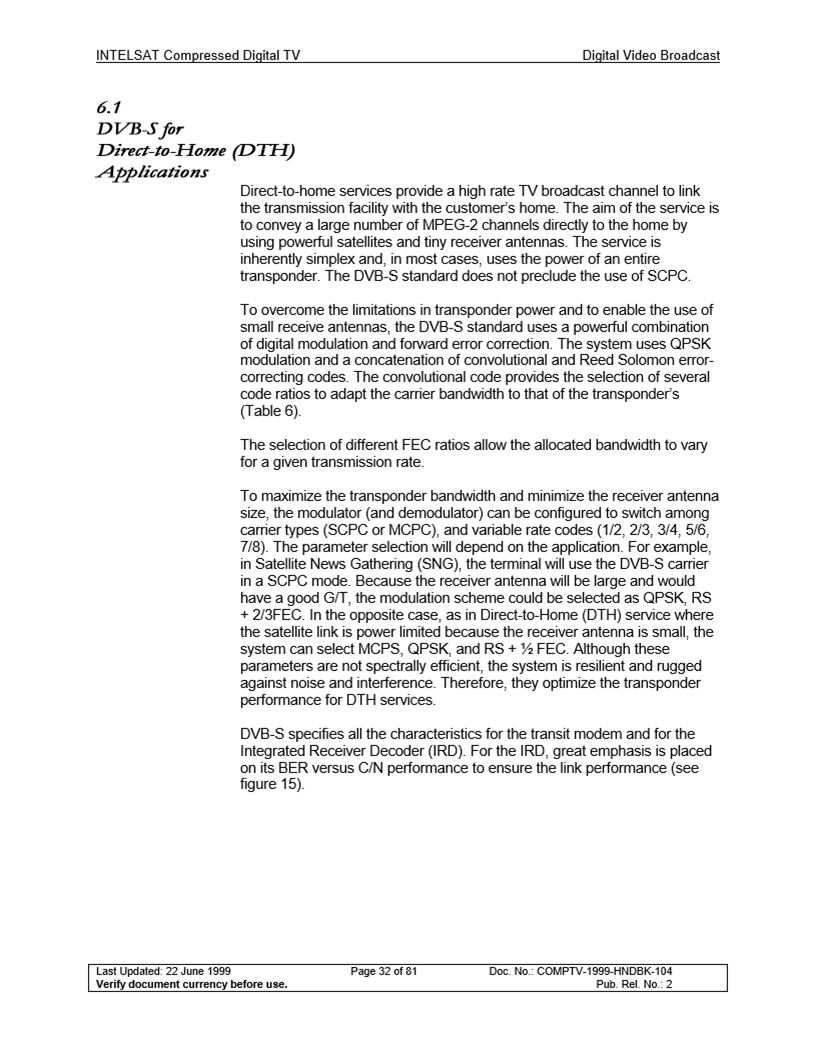 INTELSAT Compressed Digital TV Digital Video Broadcast
6.1
DVB-S for
Direct-to-Home (DTH)
Applications
Direct-to-home services provide a high rate TV broadcast channel to link
the transmission facility with the customer's home. The aim of the service is
to convey a large number of MPEG-2 channels directly to the home by
using powerful satellites and tiny receiver antennas. The service is
inherently simplex and, in most cases, uses the power of an entire
transponder. The DVB-S standard does not preclude the use of SCPC.
To overcome the limitations in transponder power and to enable the use of
small receive antennas, the DVB-S standard uses a powerful combination
of digital modulation and forward error correction. The system uses QPSK
modulation and a concatenation of convolutional and Reed Solomon error-
correcting codes. The convolutional code provides the selection of several
code ratios to adapt the carrier bandwidth to that of the transponder's
(Table 6).
The selection of different FEC ratios allow the allocated bandwidth to vary
for a given transmission rate.
To maximize the transponder bandwidth and minimize the receiver antenna
size, the modulator (and demodulator) can be configured to switch among
carrier types (SCPC or MCPC), and variable rate codes (1/2, 2/3, 3/4, 5/6,
7/8). The parameter selection will depend on the application. For example,
in Satellite News Gathering (SNG), the terminal will use the DVB-S carrier
in a SCPC mode. Because the receiver antenna will be large and would
have a good G/T, the modulation scheme could be selected as QPSK, RS
+ 2/3FEC. In the opposite case, as in Direct-to-Home (DTH) service where
the satellite link is power limited because the receiver antenna is small, the
system can select MCPS, QPSK, and RS + ½ FEC. Although these
parameters are not spectrally efficient, the system is resilient and rugged
against noise and interference. Therefore, they optimize the transponder
performance for DTH services.
DVB-S specifies all the characteristics for the transit modem and for the
Integrated Receiver Decoder (IRD). For the IRD, great emphasis is placed
on its BER versus C/N performance to ensure the link performance (see
figure 15).
Last Updated: 22 June 1999 Page 32 of 81 Doc. No.: COMPTV-1999-HNDBK-104
Verify document currency before use. Pub. Rel. No.: 2